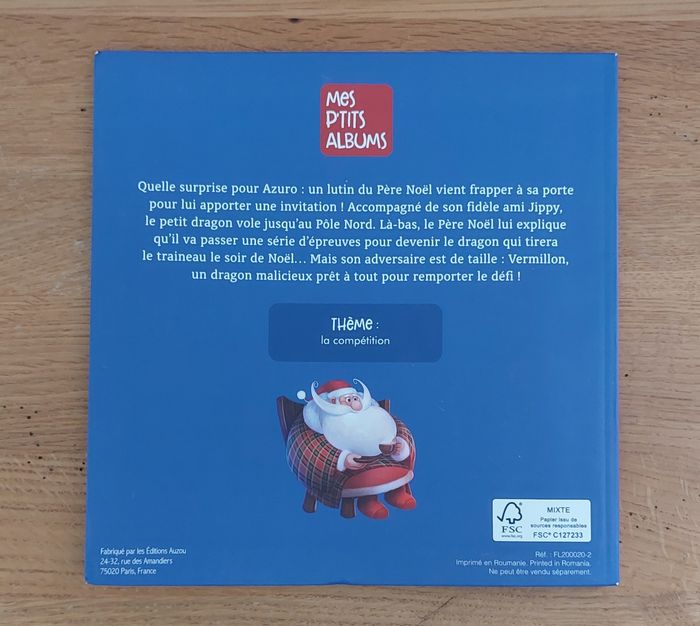 Mes
P'TITS
ALBUMS
Quelle surprise pour Azuro : un lutin du Père Noël vient frapper à sa porte
pour lui apporter une invitation ! Accompagné de son fidèle ami Jippy,
le petit dragon vole jusqu'au Pôle Nord. Là-bas, le Père Noël lui explique
qu'il va passer une série d'épreuves pour devenir le dragon qui tirera
le traineau le soir de Noël... Mais son adversaire est de taille : Vermillon,
un dragon malicieux prêt à tout pour remporter le défi !
THème :
la compétition
FSC
www.fsc.org
MIXTE
Papier issu de
sources responsables
FSC® C127233
Fabriqué par les Éditions Auzou
24-32, rue des Amandiers
75020 Paris, France
Réf. : FL200020-2
Imprimé en Roumanie. Printed in Romania.
Ne peut être vendu séparement.